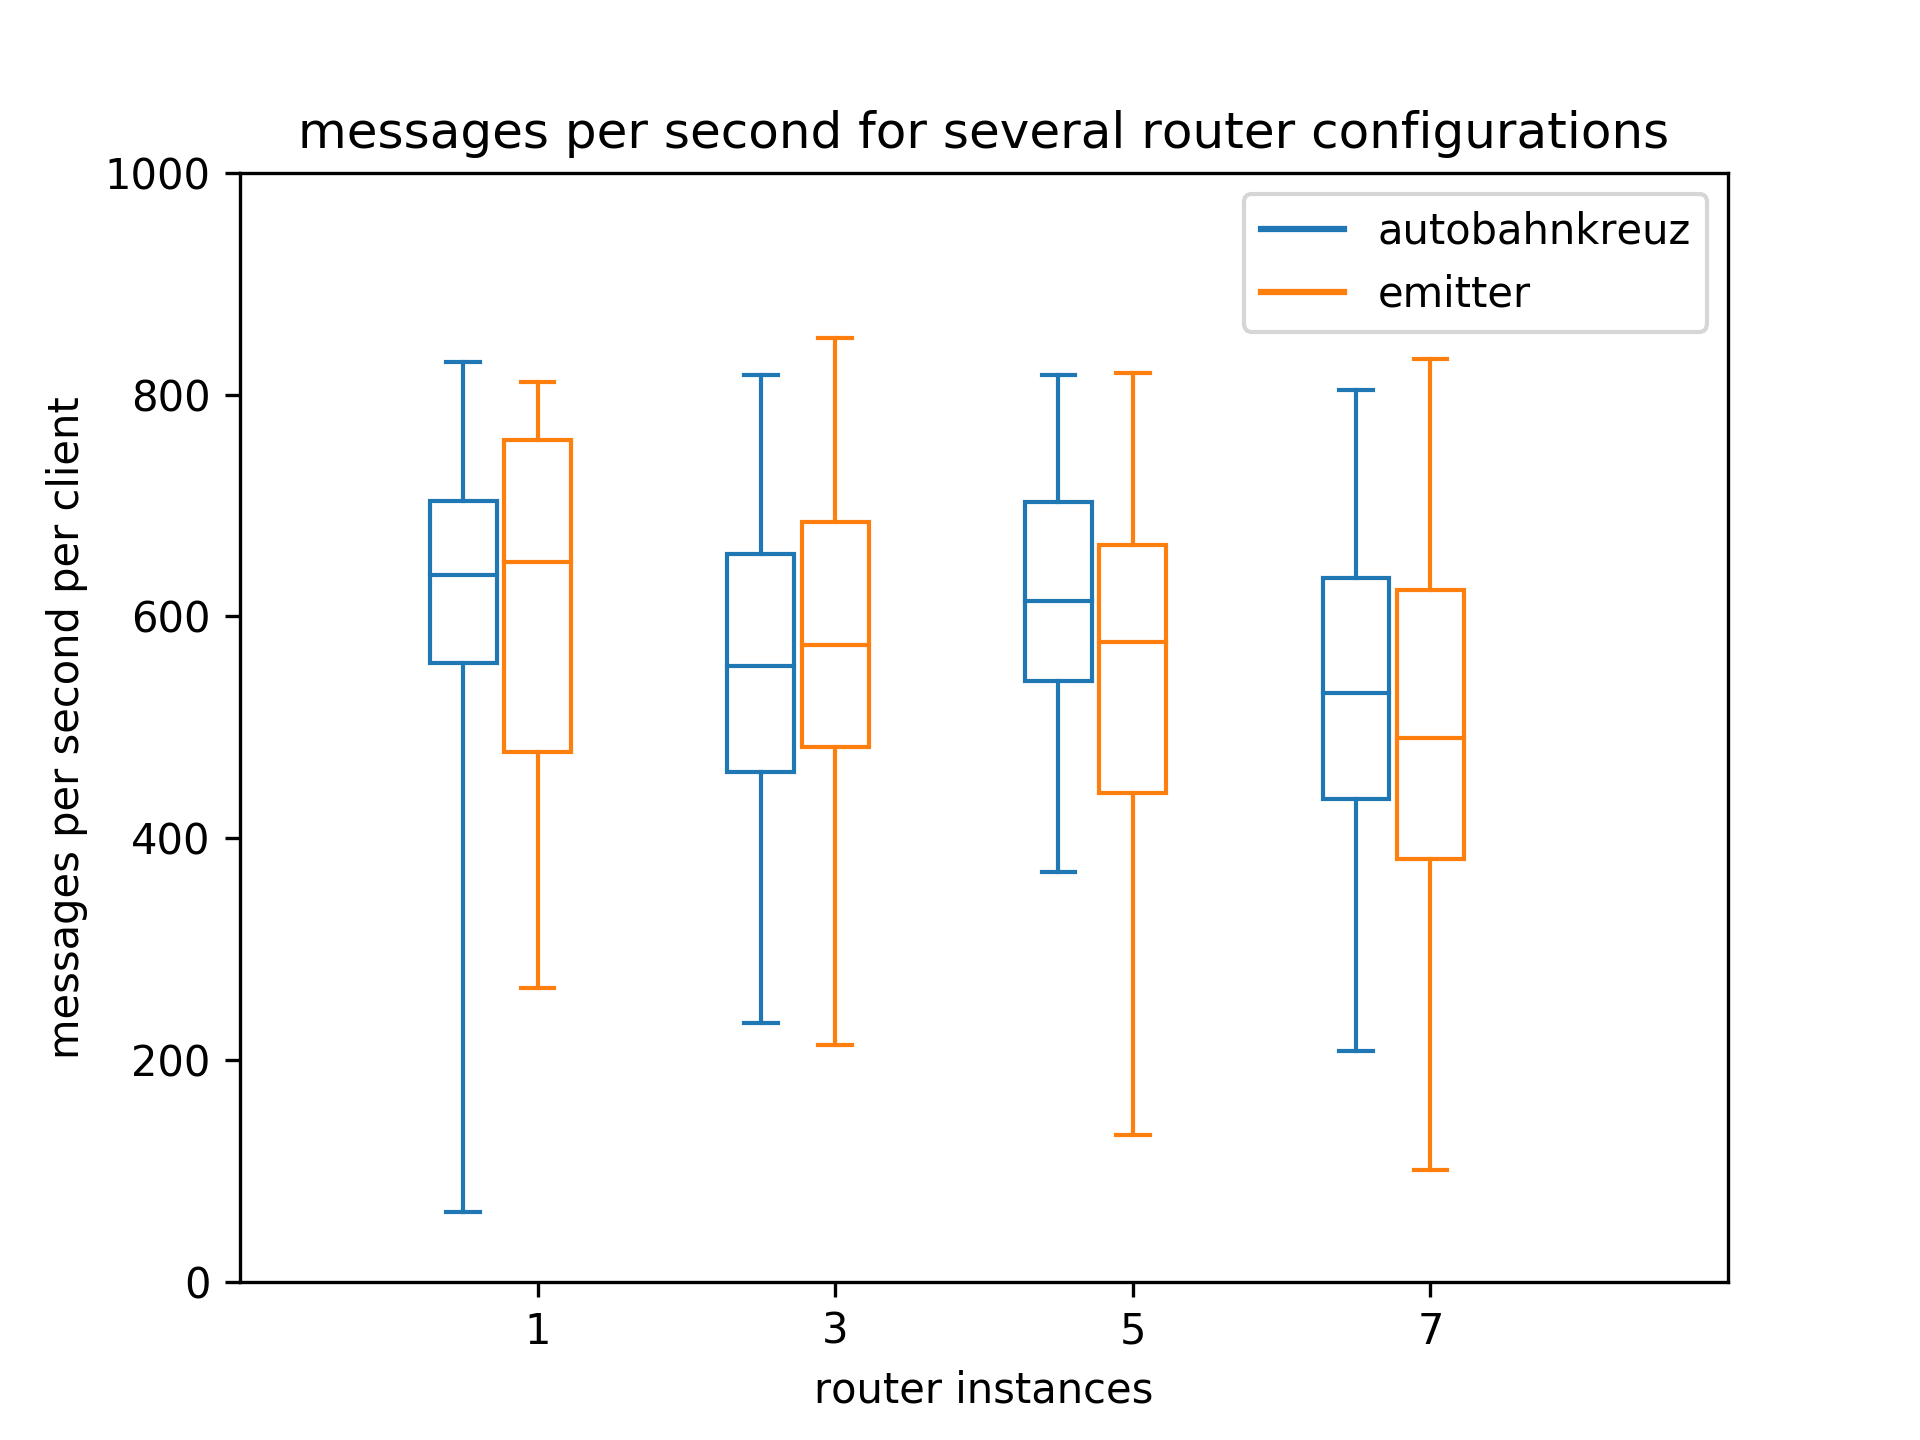 messages per second for several router configurations
1000
800
600
400
200
0
messages per second per client
autobahnkreuz
emitter
1 3 5 7
router instances